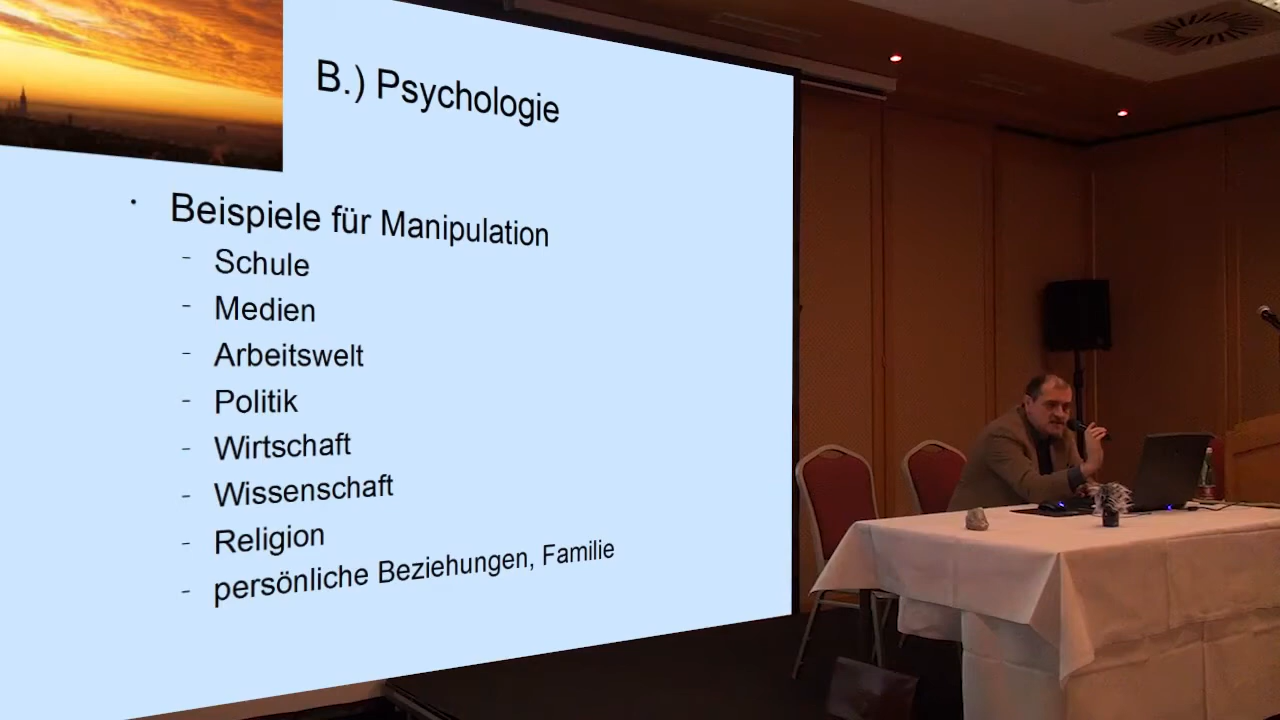 B.) Psychologie
· Beispiele für Manipulation
- Schule
- Medien
- Arbeitswelt
- Politik
- Wirtschaft
- Wissenschaft
- Religion
- persönliche Beziehungen, Familie